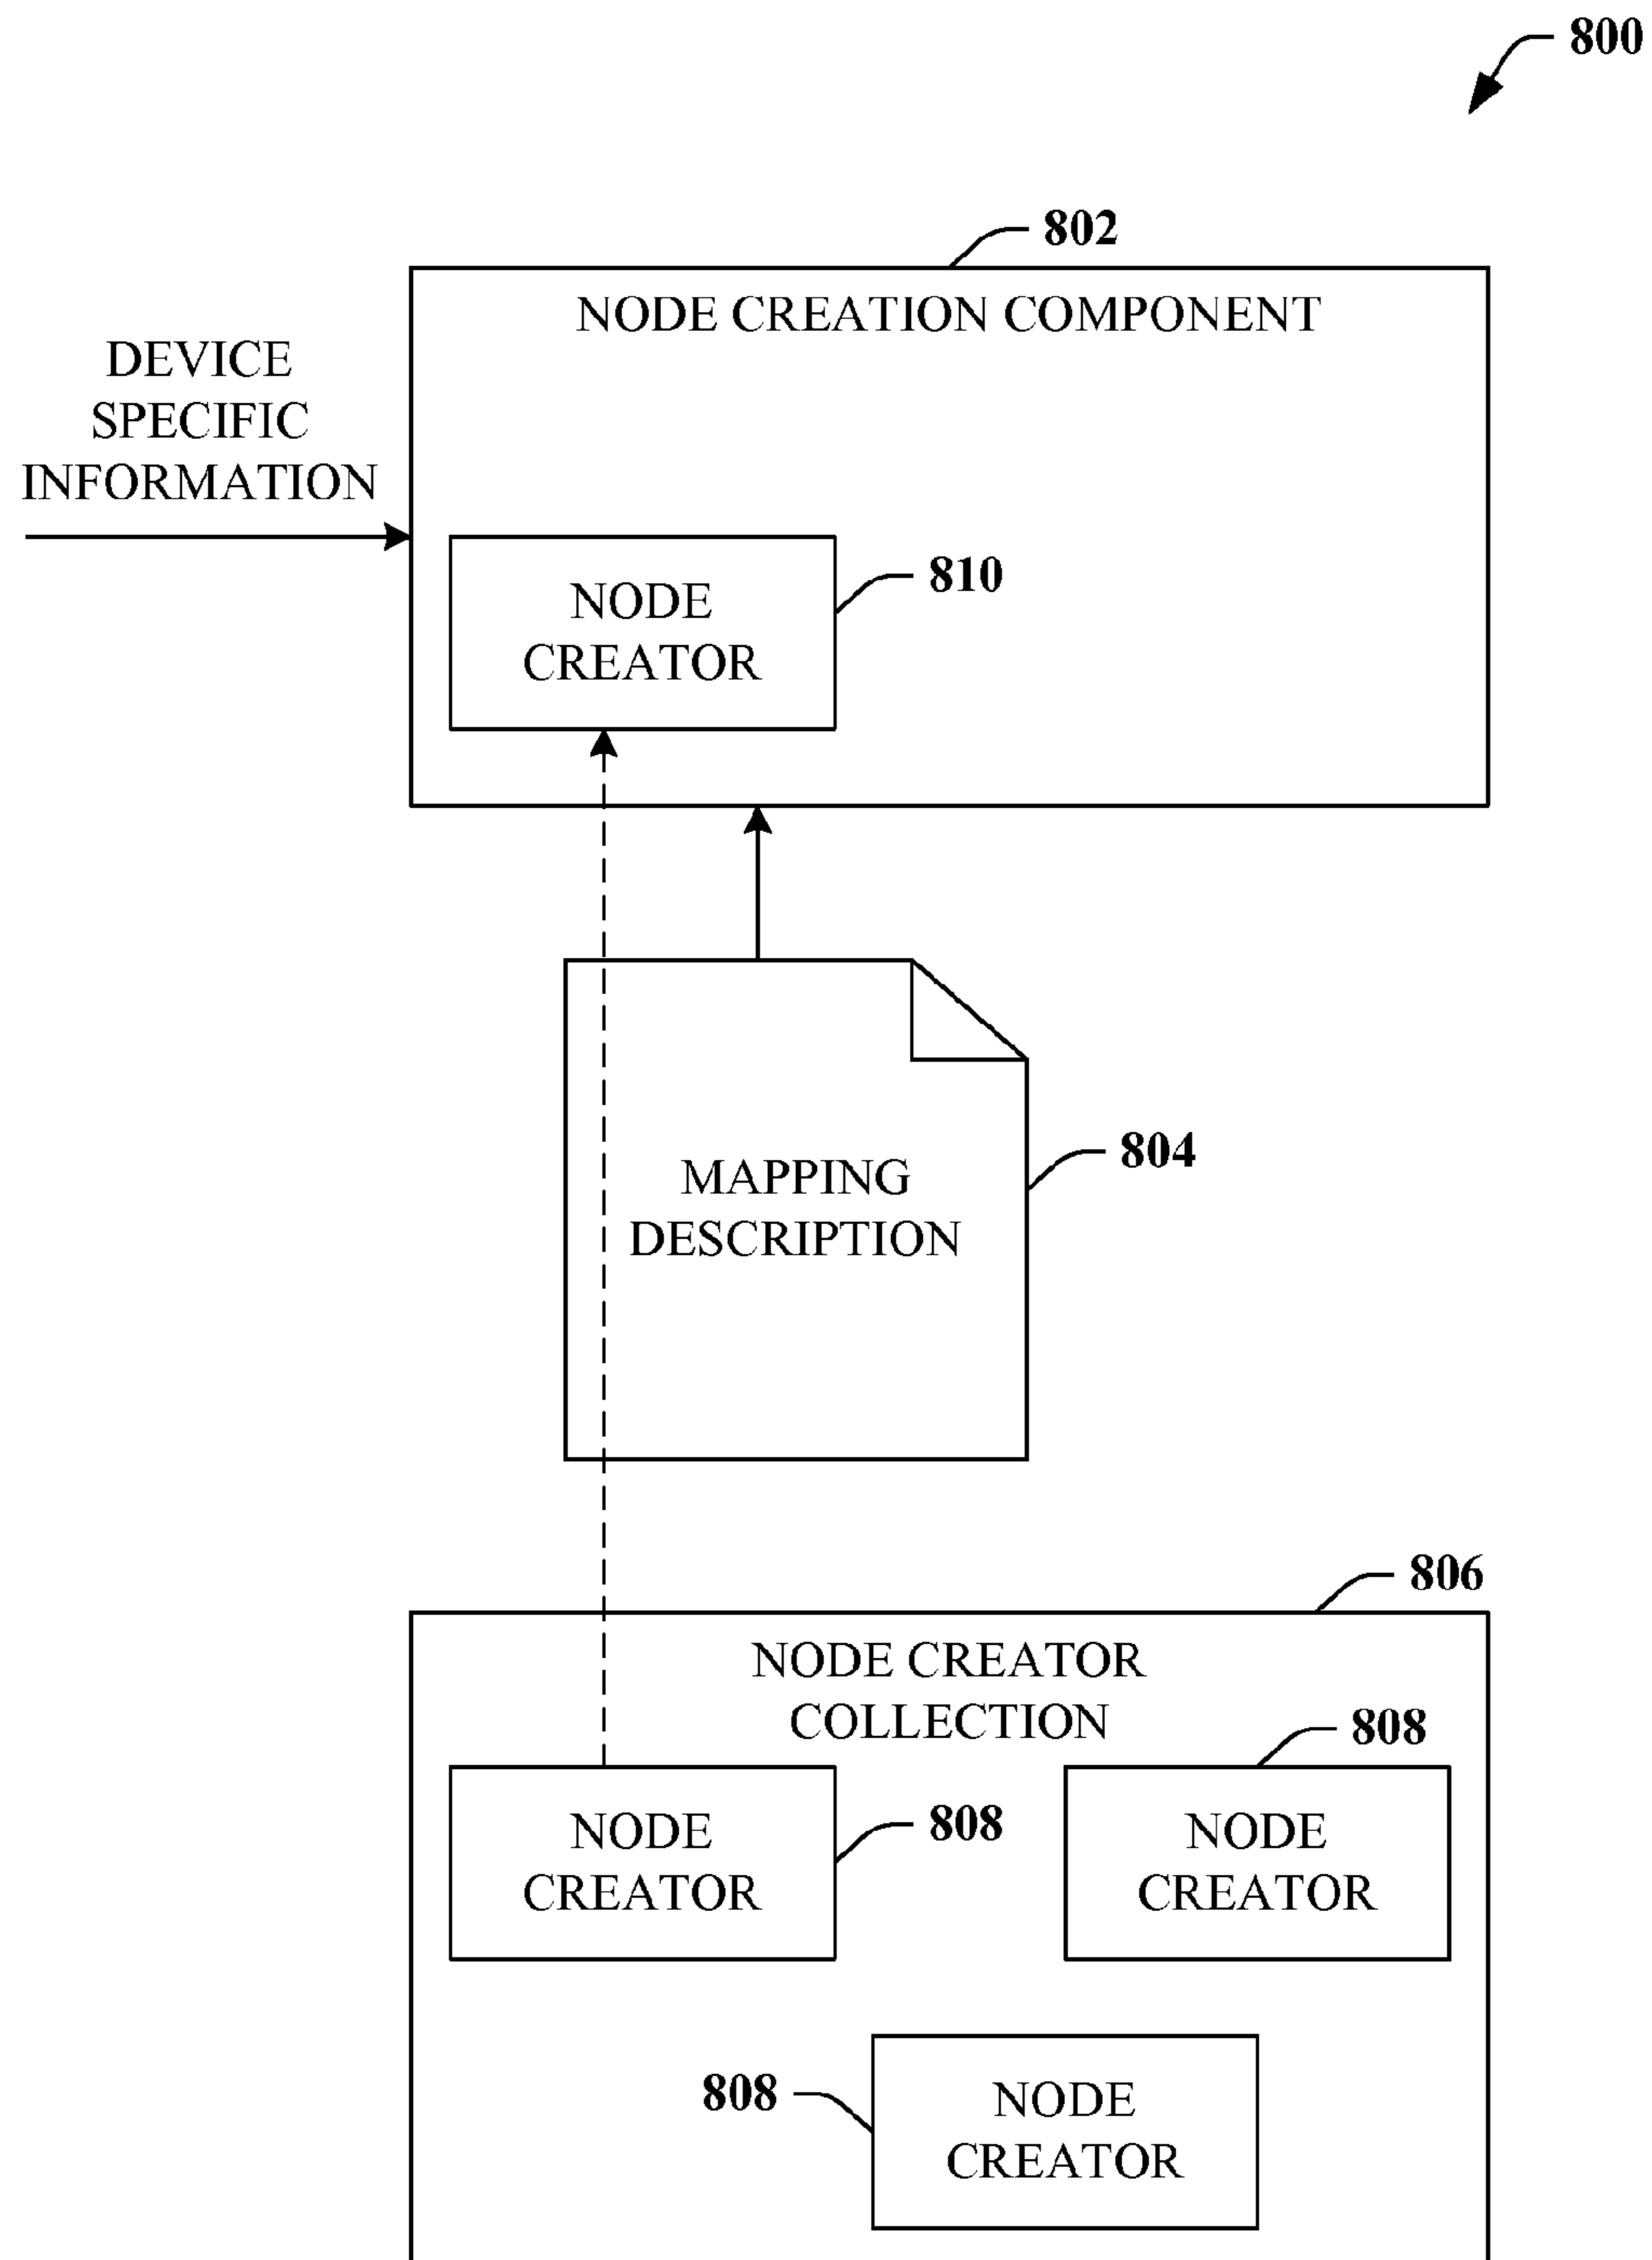 800
802
NODE CREATION COMPONENT
DEVICE
SPECIFIC
INFORMATION
810
NODE
CREATOR
804
MAPPING
DESCRIPTION
806
NODE CREATOR
COLLECTION
808
NODE
CREATOR
808
NODE
CREATOR
808
NODE
CREATOR